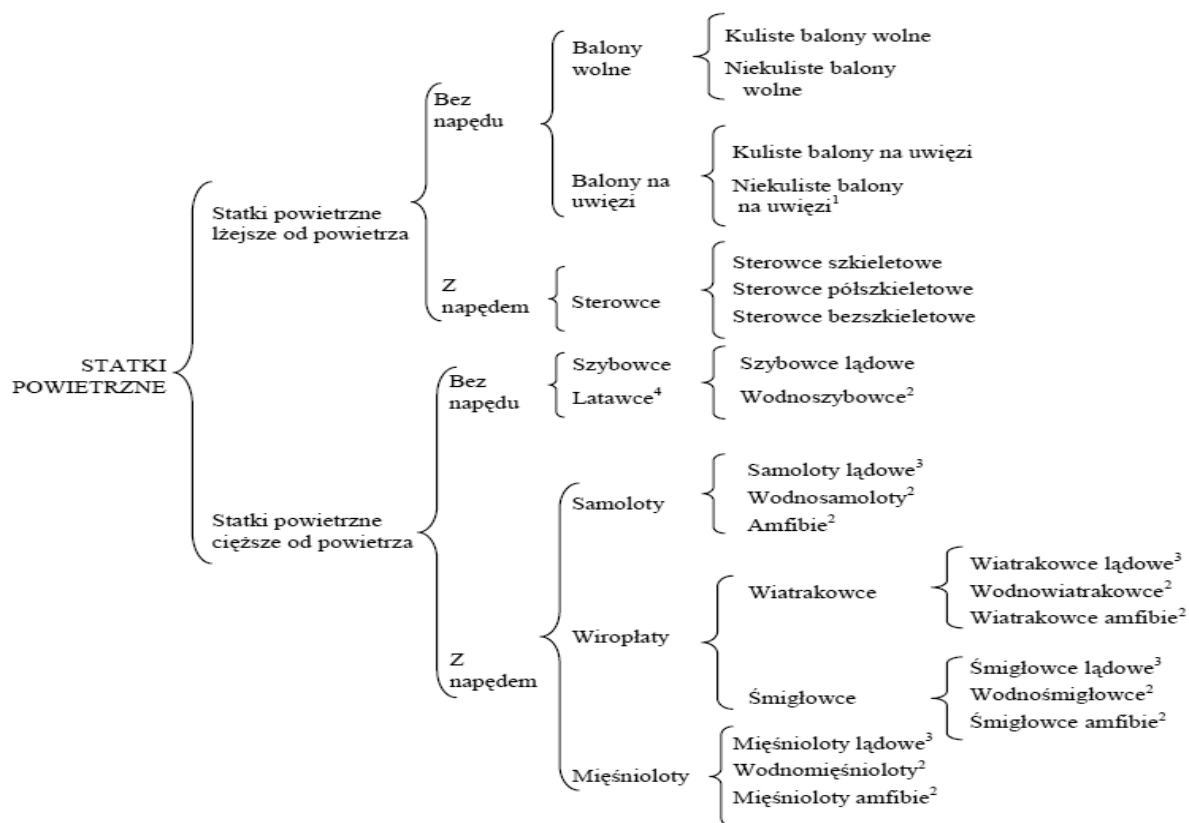 STATKI
POWIETRZNE
Statki powietrzne
lżejsze od powietrza
Bez
napędu
Balony
wolne
Kuliste balony wolne
Niekuliste balony
wolne
Balony na
uwięzi
Kuliste balony na uwięzi
Niekuliste balony
na uwięzi¹
Z
napędem
Sterowce
Sterowce szkieletowe
Sterowce półszkieletowe
Sterowce bezszkieletowe
Statki powietrzne
cięższe od powietrza
Bez
napędu
Szybowce
Latawce⁴
Szybowce lądowe
Wodnoszybowce²
Z
napędem
Samoloty
Samoloty lądowe³
Wodnosamoloty²
Amfibie²
Wiropłaty
Wiatrakowce
Wiatrakowce lądowe³
Wodnowiatrakowce²
Wiatrakowce amfibie²
Śmigłowce
Śmigłowce lądowe³
Wodnośmigłowce²
Śmigłowce amfibie²
Mięśnioloty
Mięśnioloty lądowe³
Wodnomięśnioloty²
Mięśnioloty amfibie²